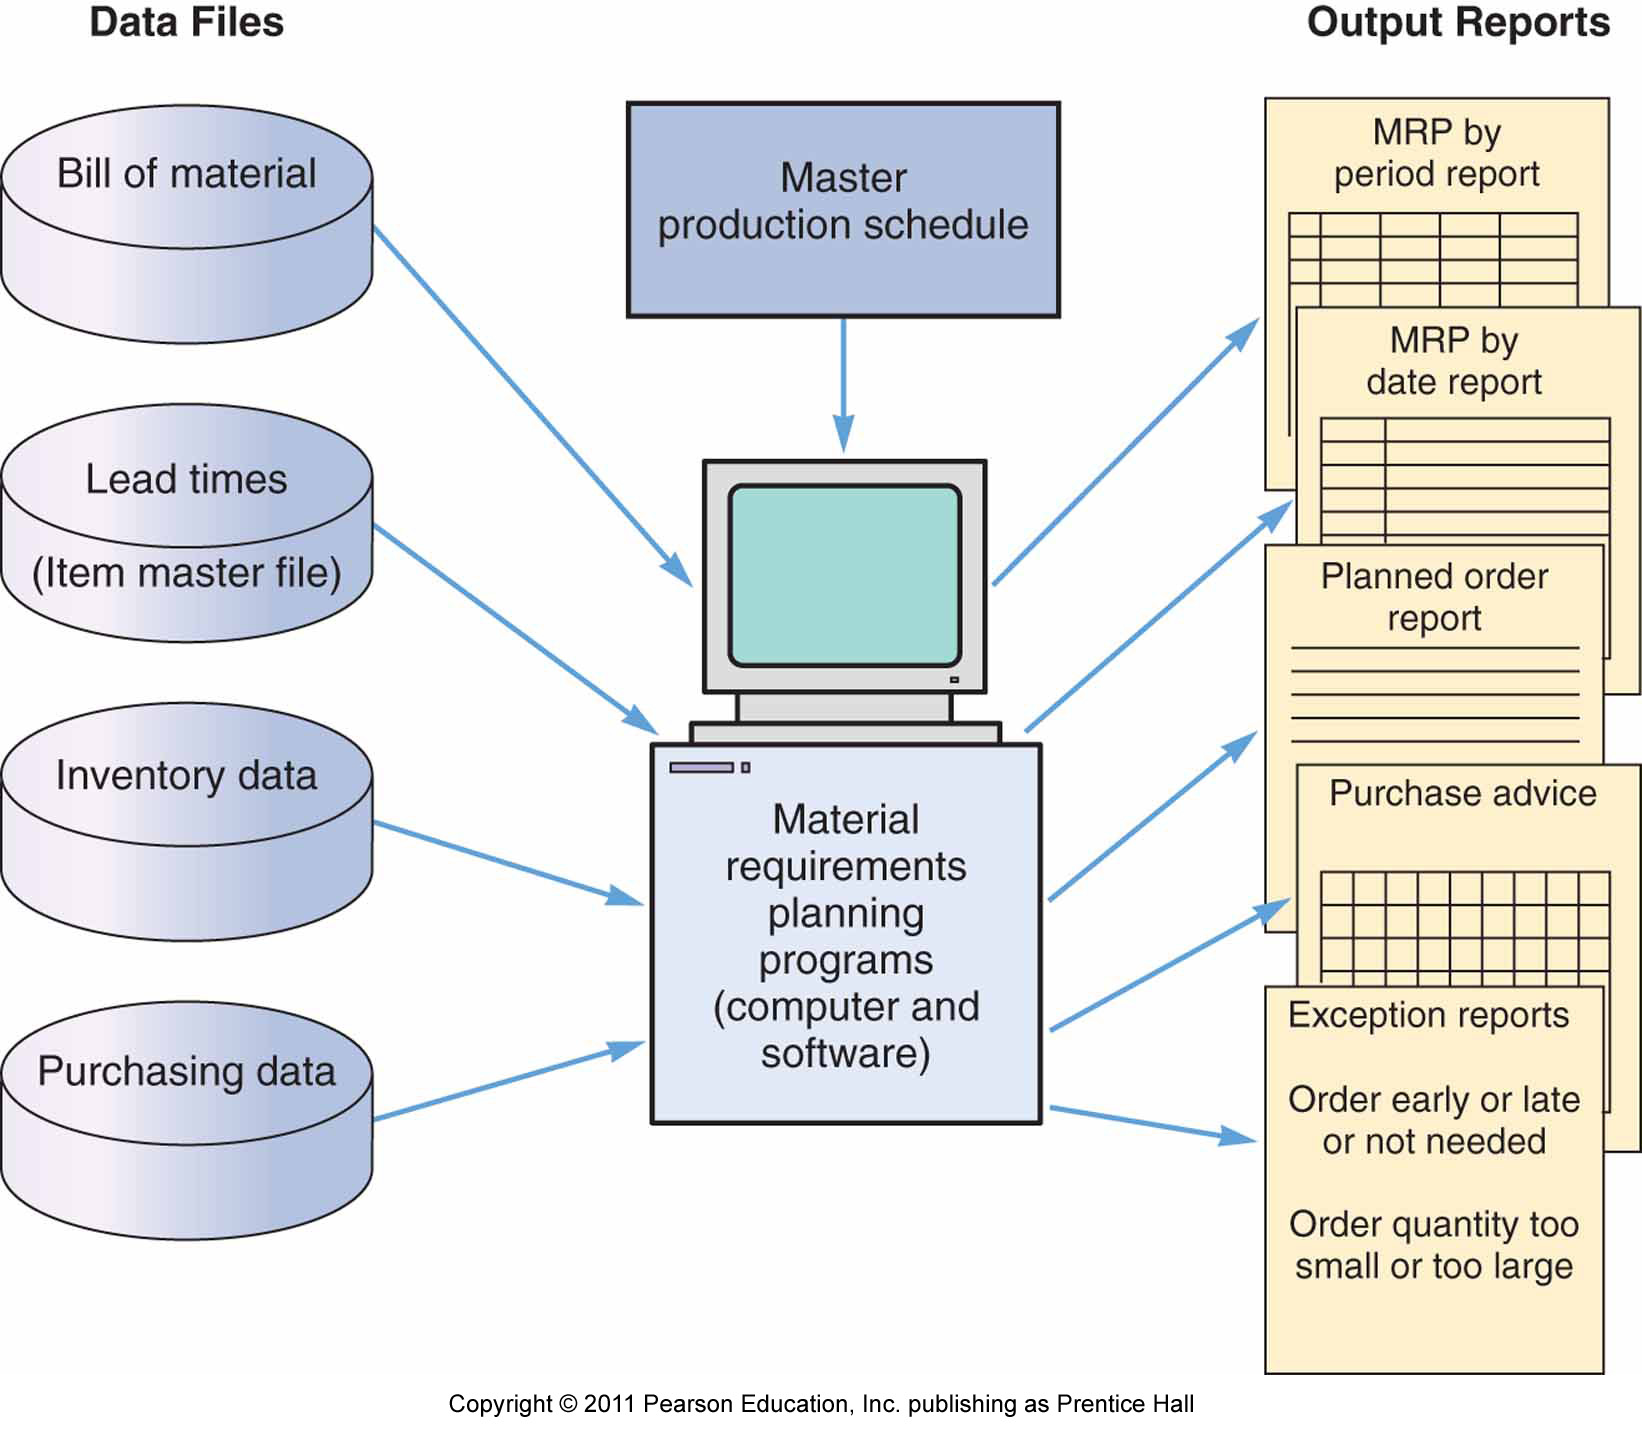 Data Files
Output Reports
Bill of material
Lead times
(Item master file)
Inventory data
Purchasing data
Master
production schedule
Material
requirements
planning
programs
(computer and
software)
MRP by
period report
MRP by
date report
Planned order
report
Purchase advice
Exception reports
Order early or late
or not needed
Order quantity too
small or too large
Copyright © 2011 Pearson Education, Inc. publishing as Prentice Hall